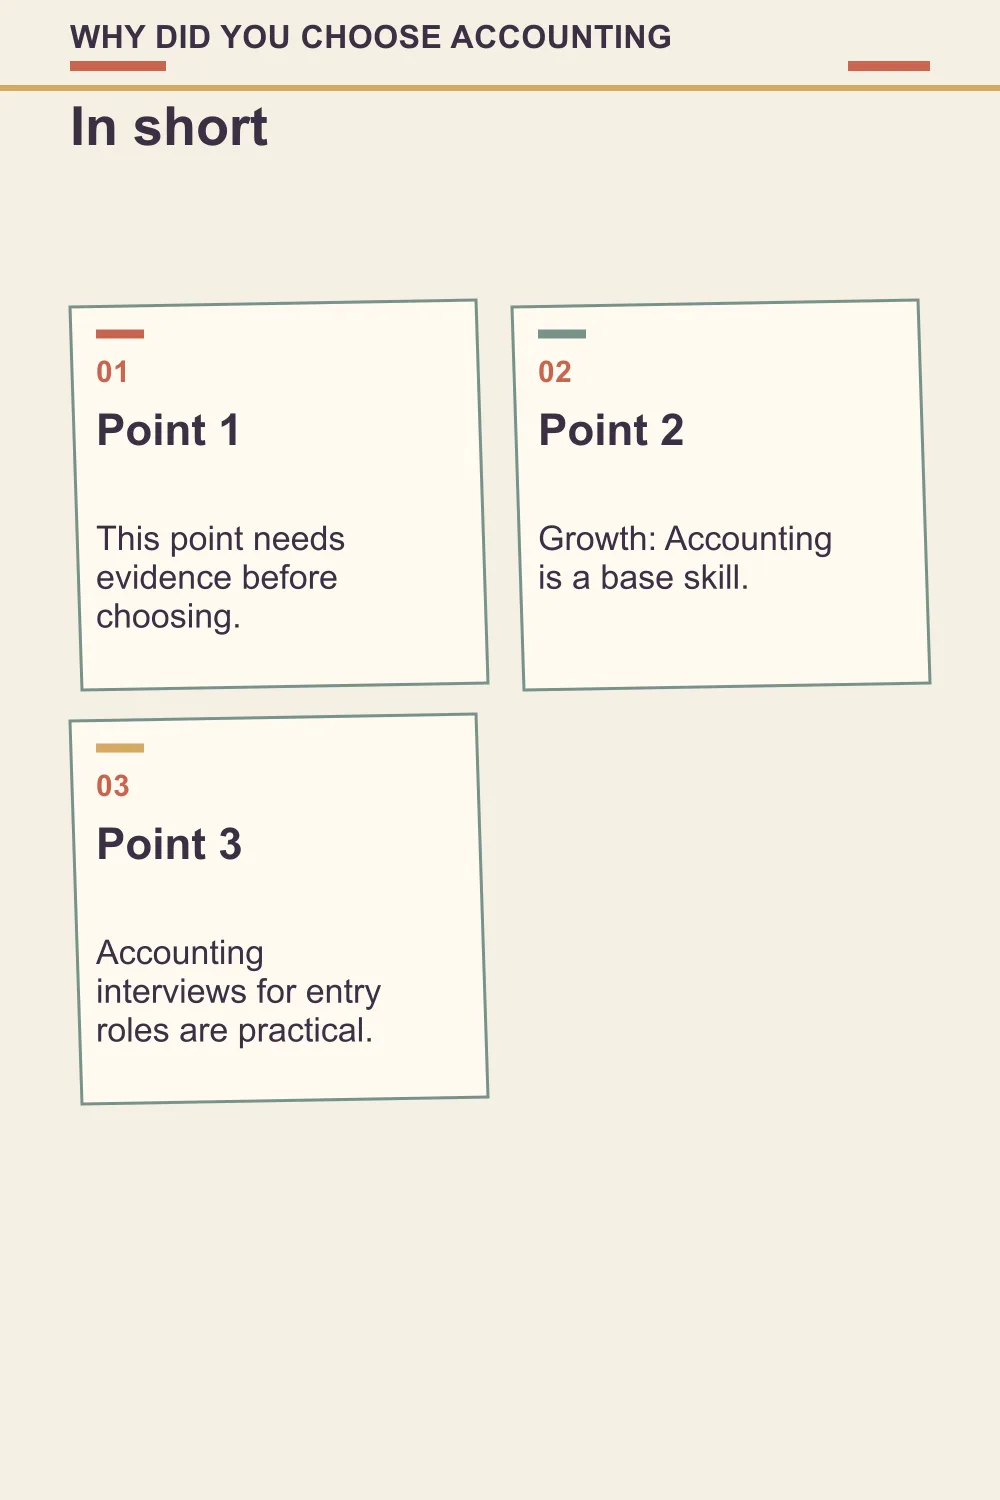 WHY DID YOU CHOOSE ACCOUNTING
In short
01
Point 1
This point needs
evidence before
choosing.
02
Point 2
Growth: Accounting
is a base skill.
03
Point 3
Accounting
interviews for entry
roles are practical.